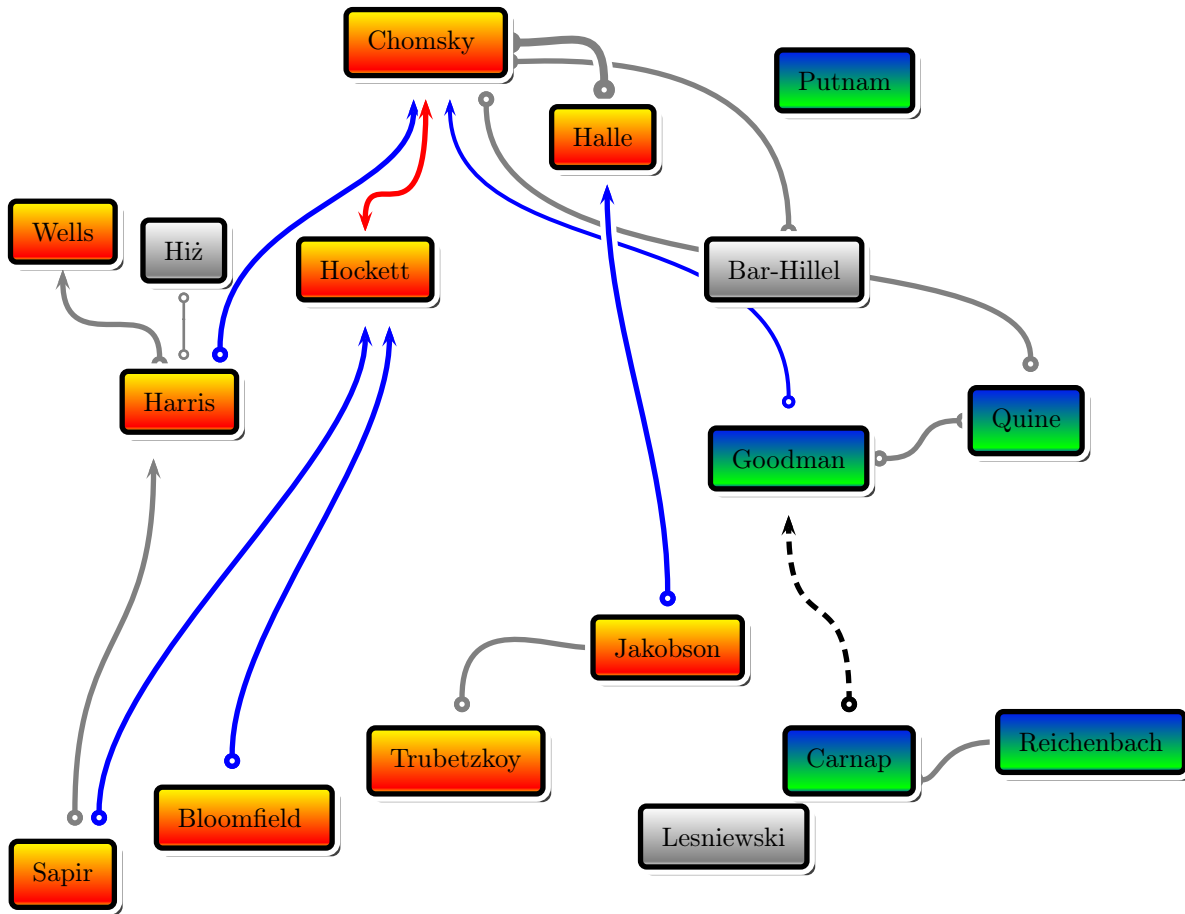 Chomsky
Putnam
Halle
Wells
Hiż
Hockett
Bar-Hillel
Harris
Quine
Goodman
Jakobson
Trubetzkoy
Carnap
Reichenbach
Bloomfield
Lesniewski
Sapir